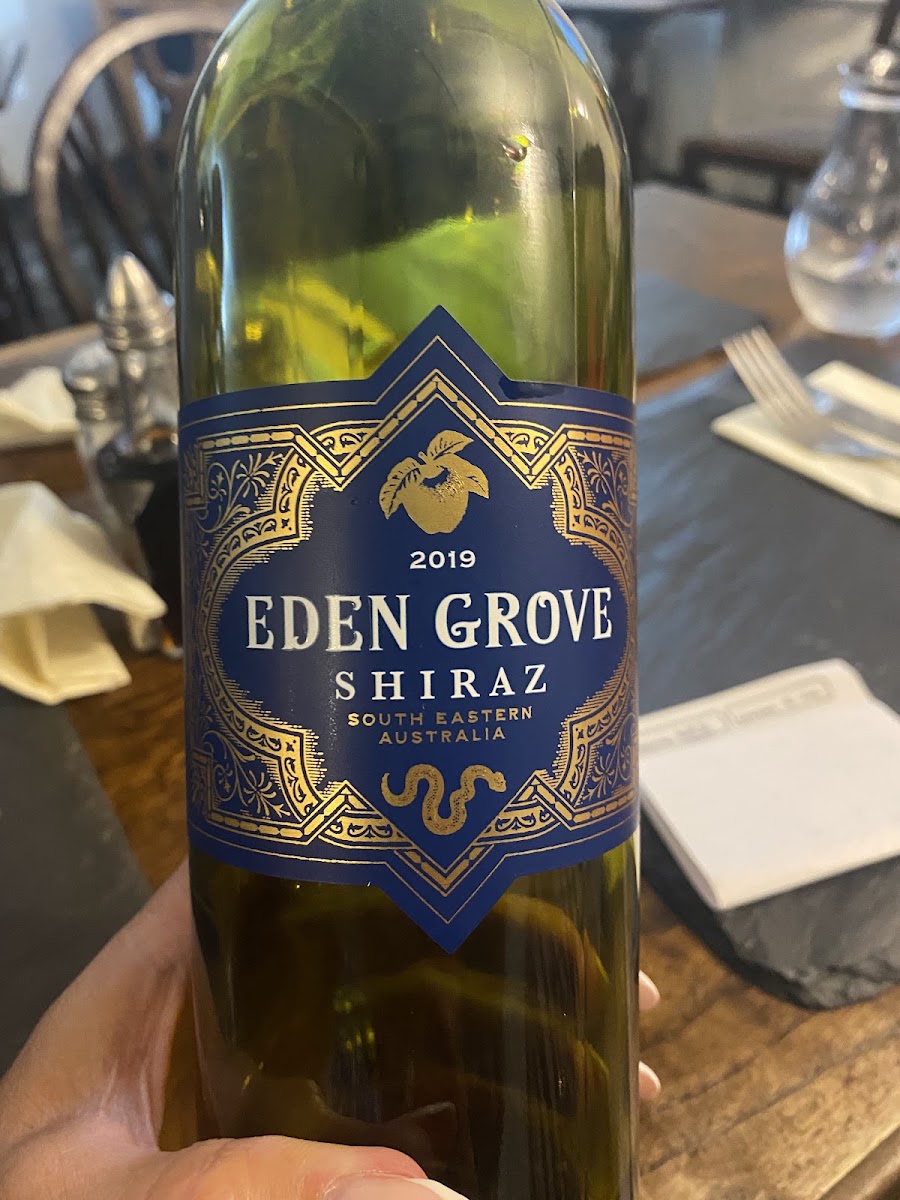 2019
EDEN GROVE
SHIRAZ
SOUTH EASTERN
AUSTRALIA